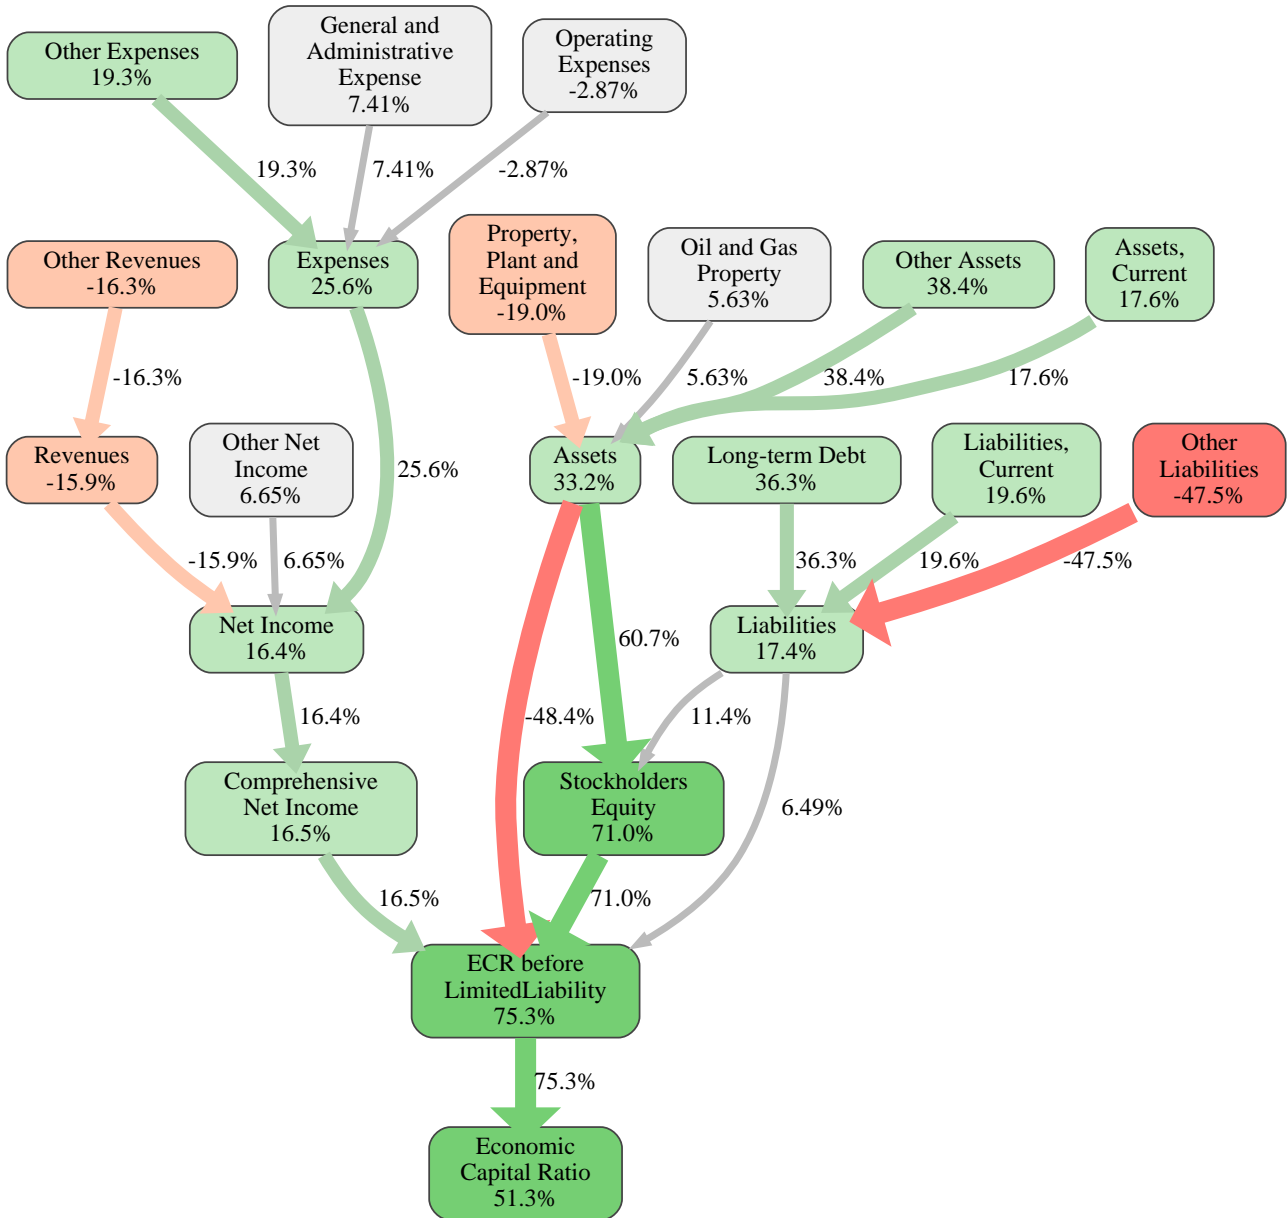 General and
Administrative
Expense
7.41%
Other Expenses
19.3%
Operating
Expenses
-2.87%
19.3%
7.41%
-2.87%
Other Revenues
-16.3%
Expenses
25.6%
Property,
Plant and
Equipment
-19.0%
Oil and Gas
Property
5.63%
Other Assets
38.4%
Assets,
Current
17.6%
-16.3%
-19.0%
5.63%
38.4%
17.6%
Revenues
-15.9%
Other Net
Income
6.65%
25.6%
Assets
33.2%
Long-term Debt
36.3%
Liabilities,
Current
19.6%
Other
Liabilities
-47.5%
-15.9%
6.65%
36.3%
19.6%
-47.5%
Net Income
16.4%
60.7%
Liabilities
17.4%
16.4%
-48.4%
11.4%
Comprehensive
Net Income
16.5%
Stockholders
Equity
71.0%
6.49%
16.5%
71.0%
ECR before
LimitedLiability
75.3%
75.3%
Economic
Capital Ratio
51.3%